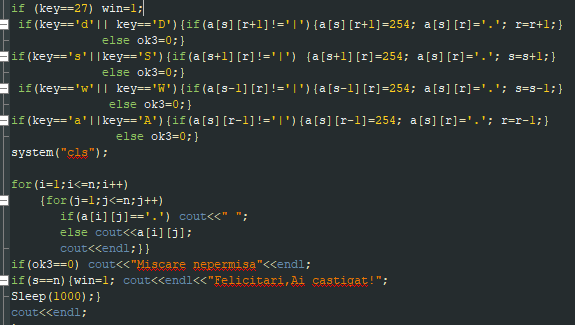 if (key==27) win=1;
if(key=='d'|| key=='D'){if(a[s][r+1]!='|'){a[s][r+1]=254; a[s][r]='.'; r=r+1;}
else ok3=0;}
if(key=='s'||key=='S'){if(a[s+1][r]!='|') {a[s+1][r]=254; a[s][r]='.'; s=s+1;}
else ok3=0;}
if(key=='w'|| key=='W'){if(a[s-1][r]!='|'){a[s-1][r]=254; a[s][r]='.'; s=s-1;}
else ok3=0;}
if(key=='a'||key=='A'){if(a[s][r-1]!='|'){a[s][r-1]=254; a[s][r]='.'; r=r-1;}
else ok3=0;}
system("cls");
for(i=1;i<=n;i++)
{for(j=1;j<=n;j++)
if(a[i][j]=='.') cout<<" ";
else cout<<a[i][j];
cout<<endl;}}
if(ok3==0) cout<<"Miscare nepermisa"<<endl;
if(s==n){win=1; cout<<endl<<"Felicitari,Ai castigat!";
Sleep(1000);}
cout<<endl;